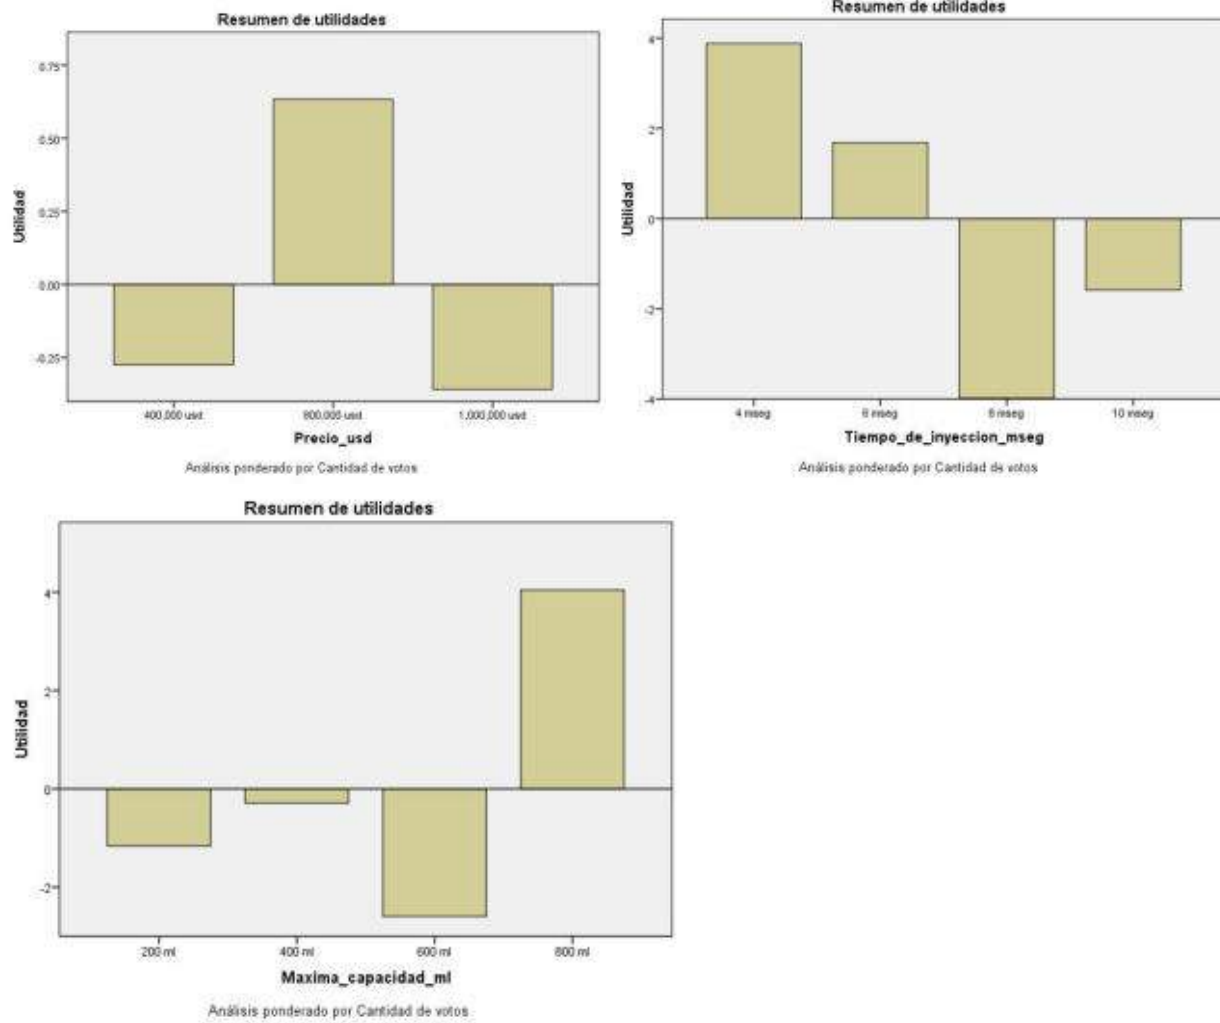 Resumen de utilidades
Utilidad
0.75
0.50
0.25
0.00
-0.25
400,000 usd
800,000 usd
1,000,000 usd
Precio_usd
Análisis ponderado por Cantidad de votos
Resumen de utilidades
Utilidad
4
2
0
-2
-4
4 mseg
6 mseg
8 mseg
10 mseg
Tiempo_de_inyeccion_mseg
Análisis ponderado por Cantidad de votos
Resumen de utilidades
Utilidad
4
2
0
-2
200 ml
400 ml
600 ml
800 ml
Maxima_capacidad_ml
Análisis ponderado por Cantidad de votos